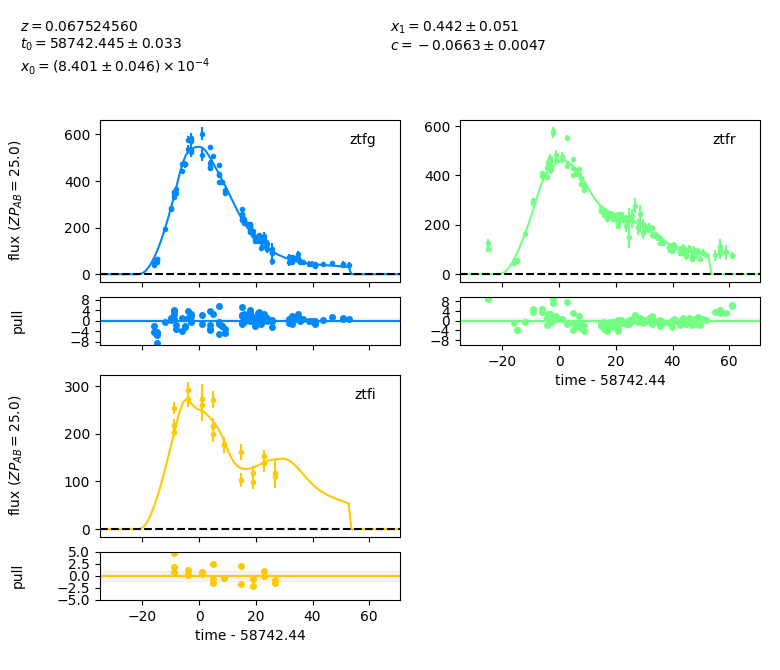 z = 0.067524560
t₀ = 58742.445 ± 0.033
x₀ = (8.401 ± 0.046) × 10⁻⁴
x₁ = 0.442 ± 0.051
c = −0.0663 ± 0.0047
ztfg
flux (ZP_AB = 25.0)
600
400
200
0
ztfr
600
400
200
0
pull
8
4
0
−4
−8
8
4
0
−4
−8
−20 0 20 40 60
time - 58742.44
ztfi
flux (ZP_AB = 25.0)
300
200
100
0
pull
5.0
2.5
0.0
−2.5
−5.0
−20 0 20 40 60
time - 58742.44